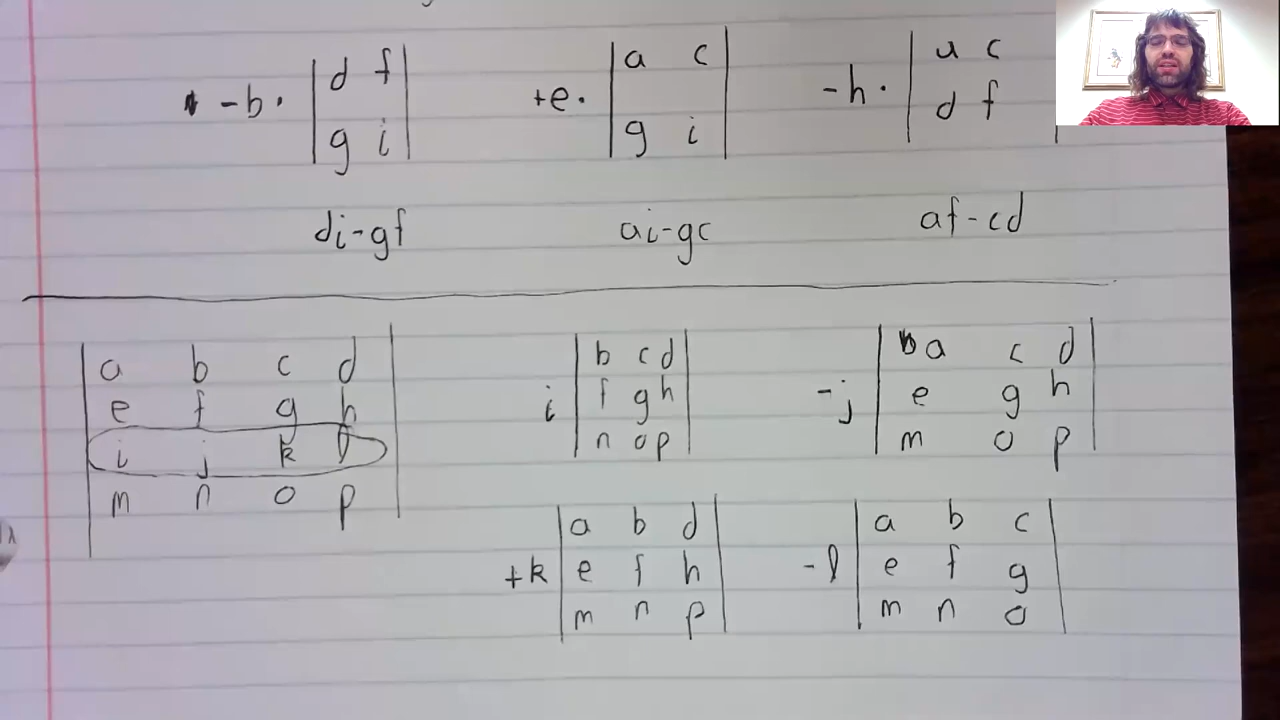 -b· |d f| +e· |a c| -h· |a c|
|g i| |g i| |d f|
di-gf ai-gc af-cd
|a b c d| i |b c d| -j |a c d|
|e f g h| |f g h| |e g h|
|i j k l| |n o p| |m o p|
|m n o p|
+k |a b d| -l |a b c|
|e f h| |e f g|
|m n p| |m n o|